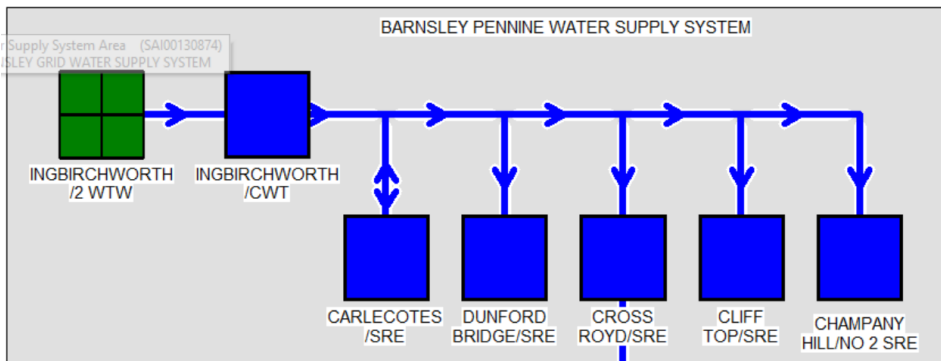 BARNSLEY PENNINE WATER SUPPLY SYSTEM
r Supply System Area (SAI00130874)
SLEY GRID WATER SUPPLY SYSTEM
INGBIRCHWORTH
/2 WTW
INGBIRCHWORTH
/CWT
CARLECOTES
/SRE
DUNFORD
BRIDGE/SRE
CROSS
ROYD/SRE
CLIFF
TOP/SRE
CHAMPANY
HILL/NO 2 SRE